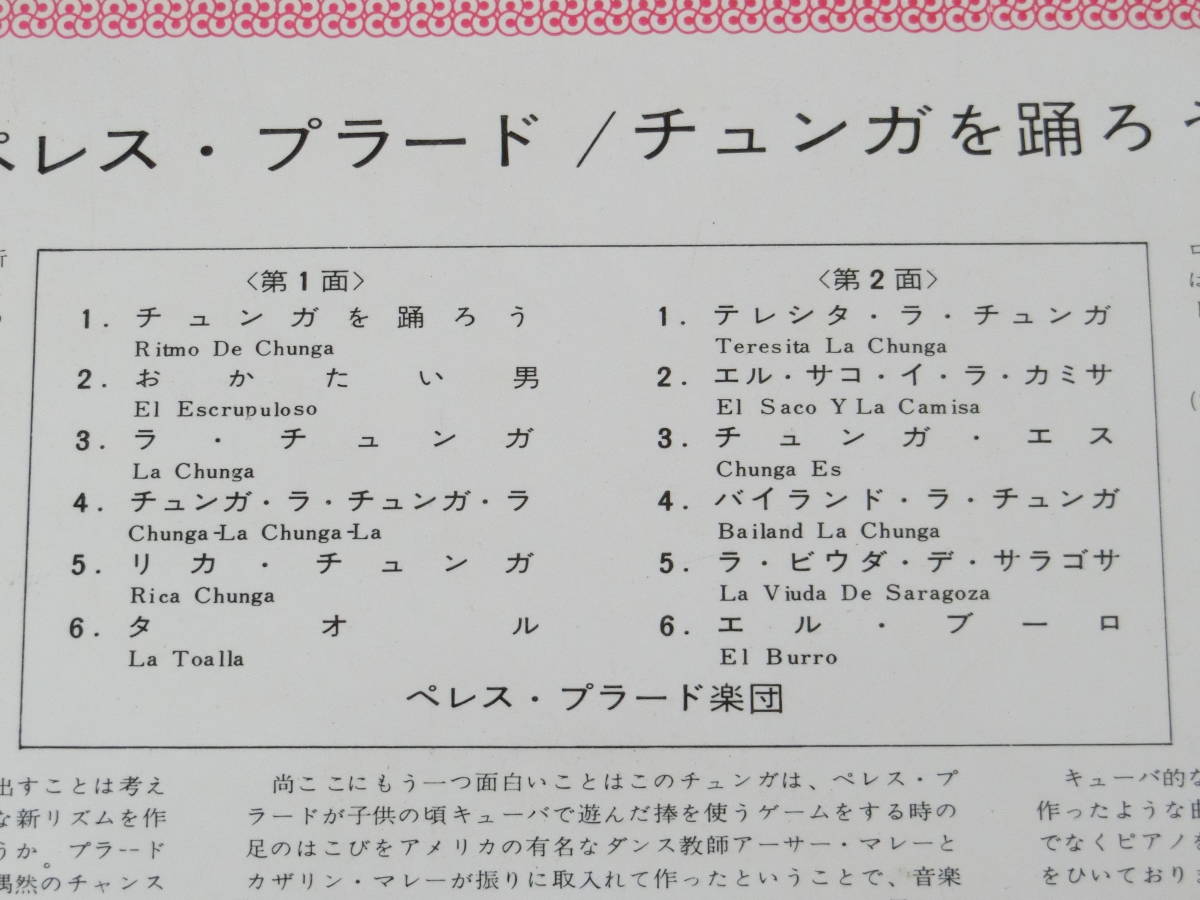 ペレス・プラード/チュンガを踊ろう
〈第1面〉
1. チュンガを踊ろう
Ritmo De Chunga
2. おかたい男
El Escrupuloso
3. ラ・チュンガ
La Chunga
4. チュンガ・ラ・チュンガ・ラ
Chunga-La Chunga-La
5. リカ・チュンガ
Rica Chunga
6. タオル
La Toalla
〈第2面〉
1. テレシタ・ラ・チュンガ
Teresita La Chunga
2. エル・サコ・イ・ラ・カミサ
El Saco Y La Camisa
3. チュンガ・エス
Chunga Es
4. バイランド・ラ・チュンガ
Bailand La Chunga
5. ラ・ビウダ・デ・サラゴサ
La Viuda De Saragoza
6. エル・ブーロ
El Burro
ペレス・プラード楽団
出すことは考え
な新リズムを作
うか。プラード
偶然のチャンス
尚ここにもう一つ面白いことはこのチュンガは、ペレス・プ
ラードが子供の頃キューバで遊んだ捧を使うゲームをする時の
足のはこびをアメリカの有名なダンス教師アーサー・マレーと
カザリン・マレーが振りに取入れて作ったということで、音楽
キューバ的な
作ったような曲
でなくピアノを
をひいており